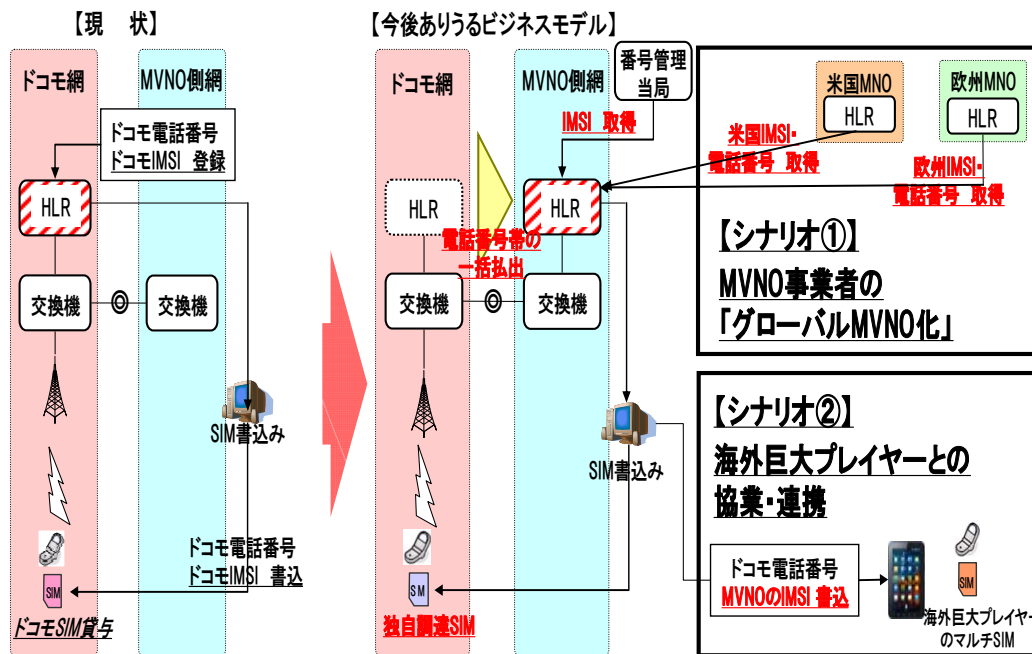 【現　状】
ドコモ網
MVNO側網
ドコモ電話番号
ドコモIMSI 登録
HLR
交換機
◎
交換機
SIM書込み
ドコモ電話番号
ドコモIMSI 書込
SIM
ドコモSIM貸与
【今後ありうるビジネスモデル】
ドコモ網
MVNO側網
番号管理
当局
IMSI 取得
HLR
HLR
電話番号帯の
一括払出
交換機
◎
交換機
SIM書込み
SIM
独自調達SIM
米国MNO
HLR
欧州MNO
HLR
米国IMSI・
電話番号 取得
欧州IMSI・
電話番号 取得
【シナリオ①】
MVNO事業者の
「グローバルMVNO化」
【シナリオ②】
海外巨大プレイヤーとの
協業・連携
ドコモ電話番号
MVNOのIMSI 書込
SIM
海外巨大プレイヤー
のマルチSIM